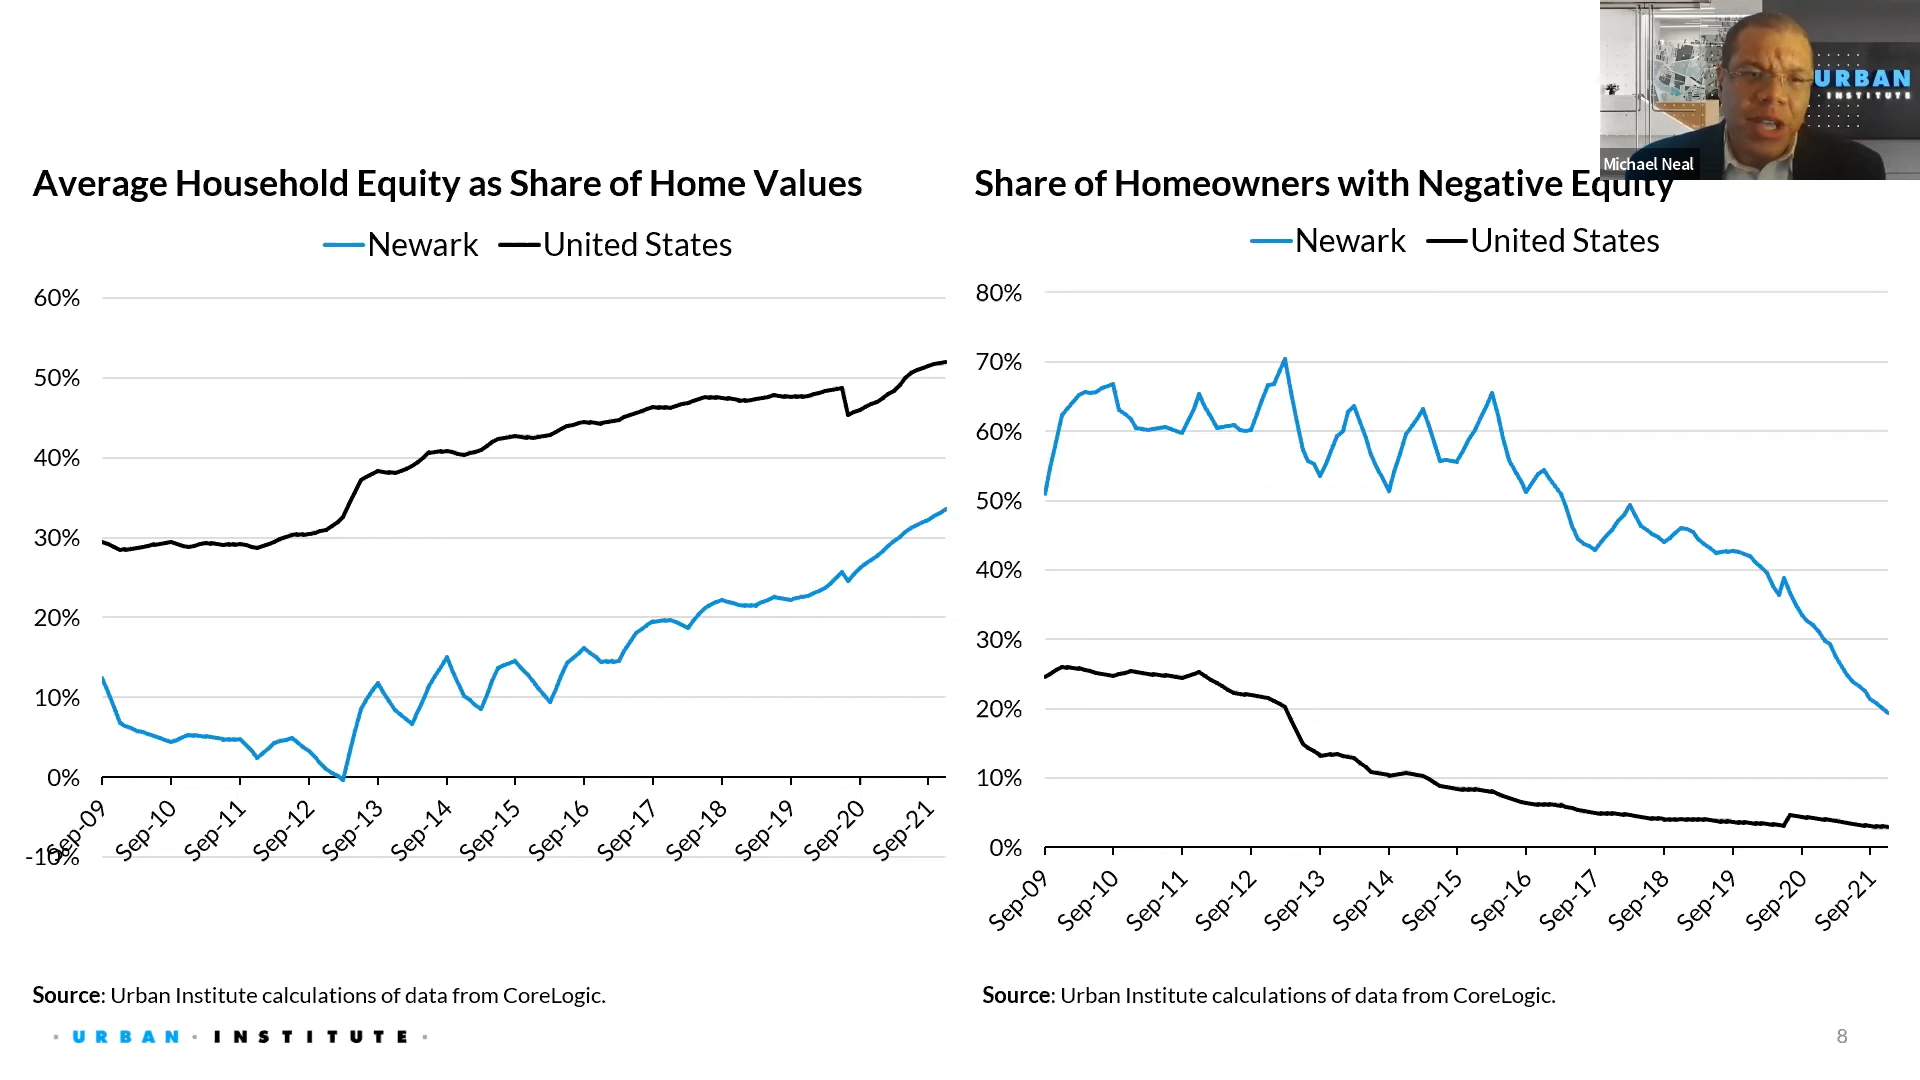 URBAN
INSTITUTE
Michael Neal
Average Household Equity as Share of Home Values
Newark United States
60%
50%
40%
30%
20%
10%
0%
-10%
Sep-09 Sep-10 Sep-11 Sep-12 Sep-13 Sep-14 Sep-15 Sep-16 Sep-17 Sep-18 Sep-19 Sep-20 Sep-21
Source: Urban Institute calculations of data from CoreLogic.
Share of Homeowners with Negative Equity
Newark United States
80%
70%
60%
50%
40%
30%
20%
10%
0%
Sep-09 Sep-10 Sep-11 Sep-12 Sep-13 Sep-14 Sep-15 Sep-16 Sep-17 Sep-18 Sep-19 Sep-20 Sep-21
Source: Urban Institute calculations of data from CoreLogic.
· URBAN · INSTITUTE ·
8